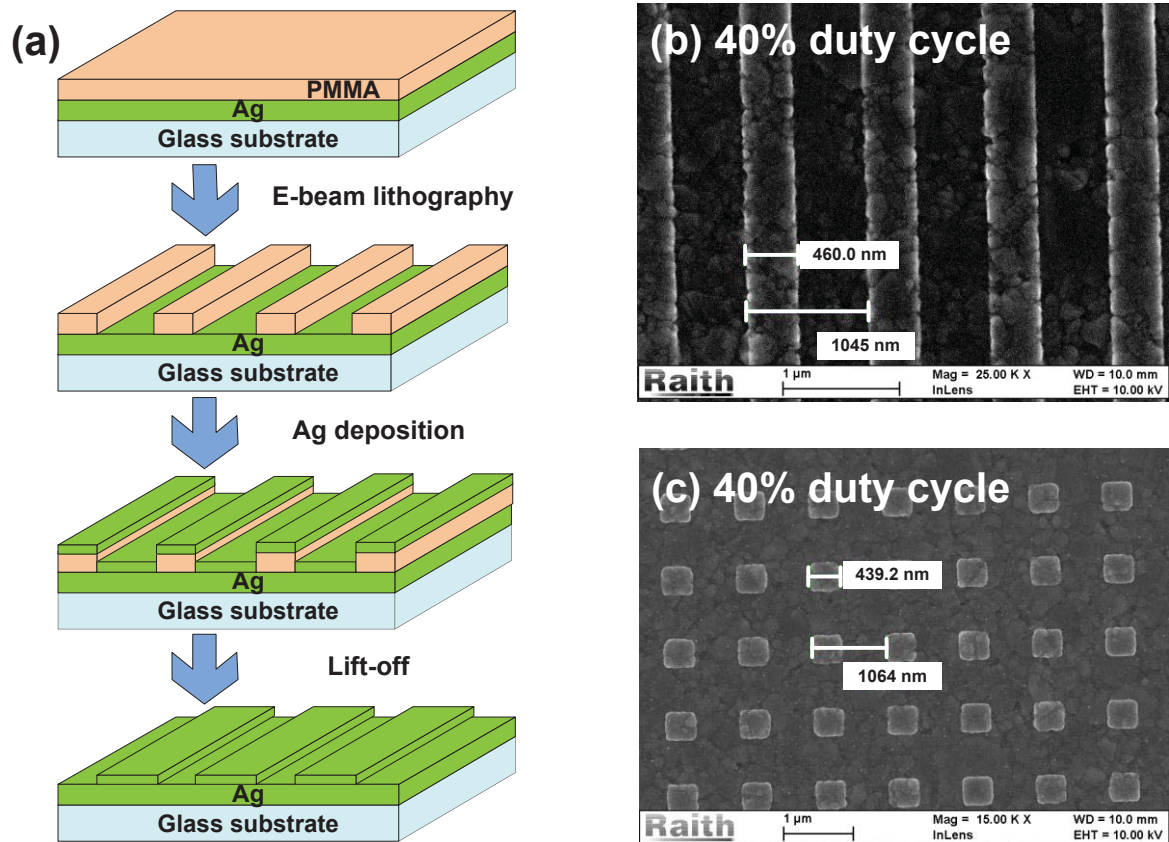 (a)
PMMA
Ag
Glass substrate
E-beam lithography
Ag
Glass substrate
Ag deposition
Ag
Glass substrate
Lift-off
Ag
Glass substrate
(b) 40% duty cycle
460.0 nm
1045 nm
Raith
1 µm
Mag = 25.00 K X
WD = 10.0 mm
InLens
EHT = 10.00 kV
(c) 40% duty cycle
439.2 nm
1064 nm
Raith
1 µm
Mag = 15.00 K X
WD = 10.0 mm
InLens
EHT = 10.00 kV